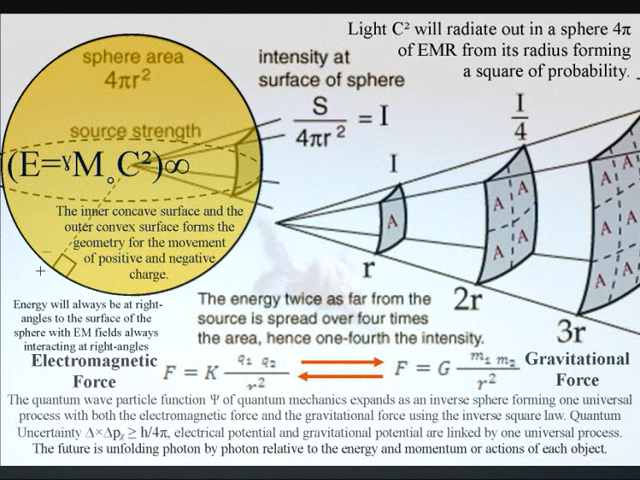 Light C² will radiate out in a sphere 4π
of EMR from its radius forming
a square of probability.
sphere area
4πr²
intensity at
surface of sphere
S
4πr² = I
source strength
(E=ˠM˳C²)∞
The inner concave surface and the
outer convex surface forms the
geometry for the movement
of positive and negative
charge.
−
+
I
I
4
A
A A
A A
A A
A
A A
r
2r
3r
Energy will always be at right-
angles to the surface of the
sphere with EM fields always
interacting at right-angles
The energy twice as far from the
source is spread over four times
the area, hence one-fourth the intensity.
Electromagnetic
Force
F = K q₁ q₂
r²
F = G m₁ m₂
r²
Gravitational
Force
The quantum wave particle function Ψ of quantum mechanics expands as an inverse sphere forming one universal
process with both the electromagnetic force and the gravitational force using the inverse square law. Quantum
Uncertainty Δ×Δpᵪ ≥ h/4π, electrical potential and gravitational potential are linked by one universal process.
The future is unfolding photon by photon relative to the energy and momentum or actions of each object.